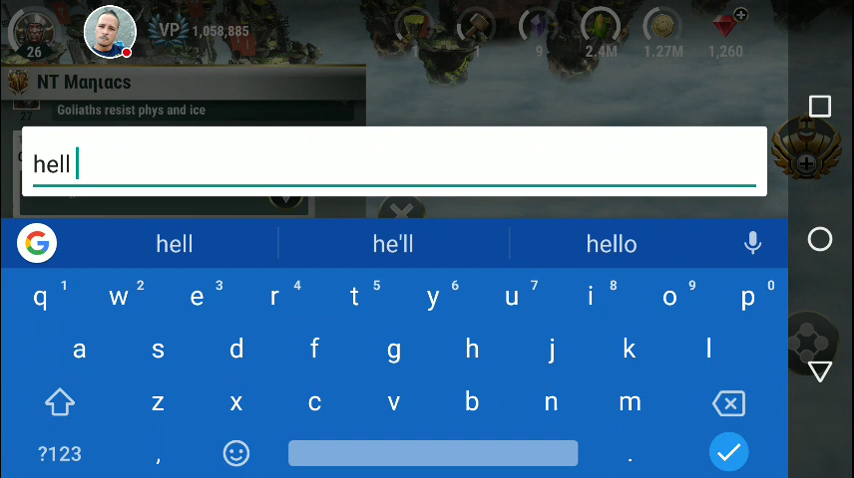 VP 1,058,885
26
1
9
2.4M
1.27M
1,260
NT Maniacs
27
Goliaths resist phys and ice
hell
G
hell
he'll
hello
q 1 w 2 e 3 r 4 t 5 y 6 u 7 i 8 o 9 p 0
a s d f g h j k l
z x c v b n m
?123 , .